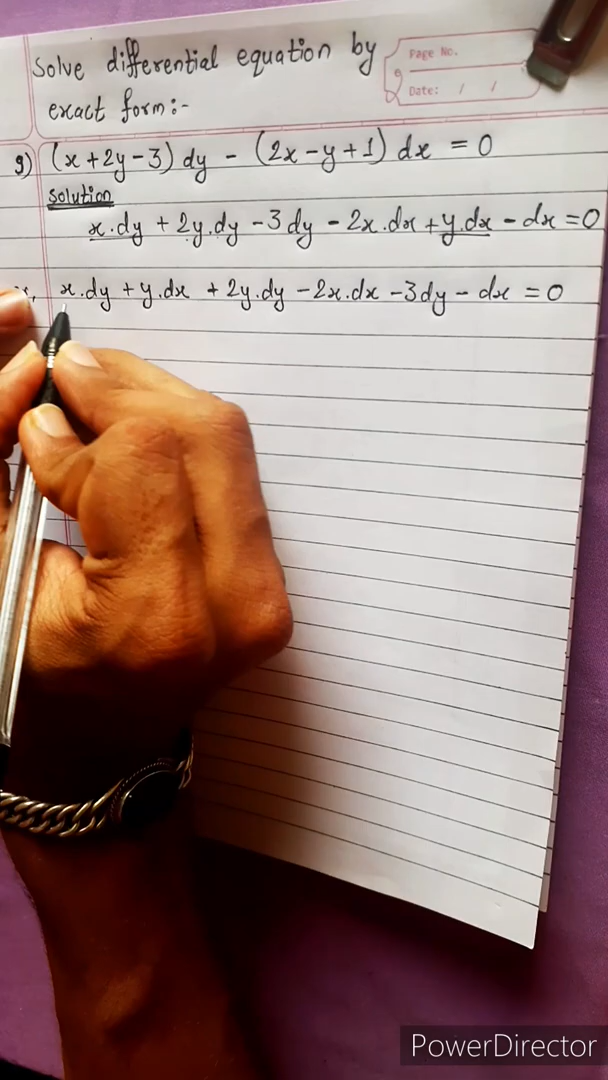 Solve differential equation by
exact form:-
Page No.
Date: / /
9) (x+2y-3) dy - (2x-y+1) dx = 0
Solution
x.dy + 2y.dy - 3dy - 2x.dx + y.dx - dx = 0
x.dy + y.dx + 2y.dy - 2x.dx - 3dy - dx = 0
PowerDirector